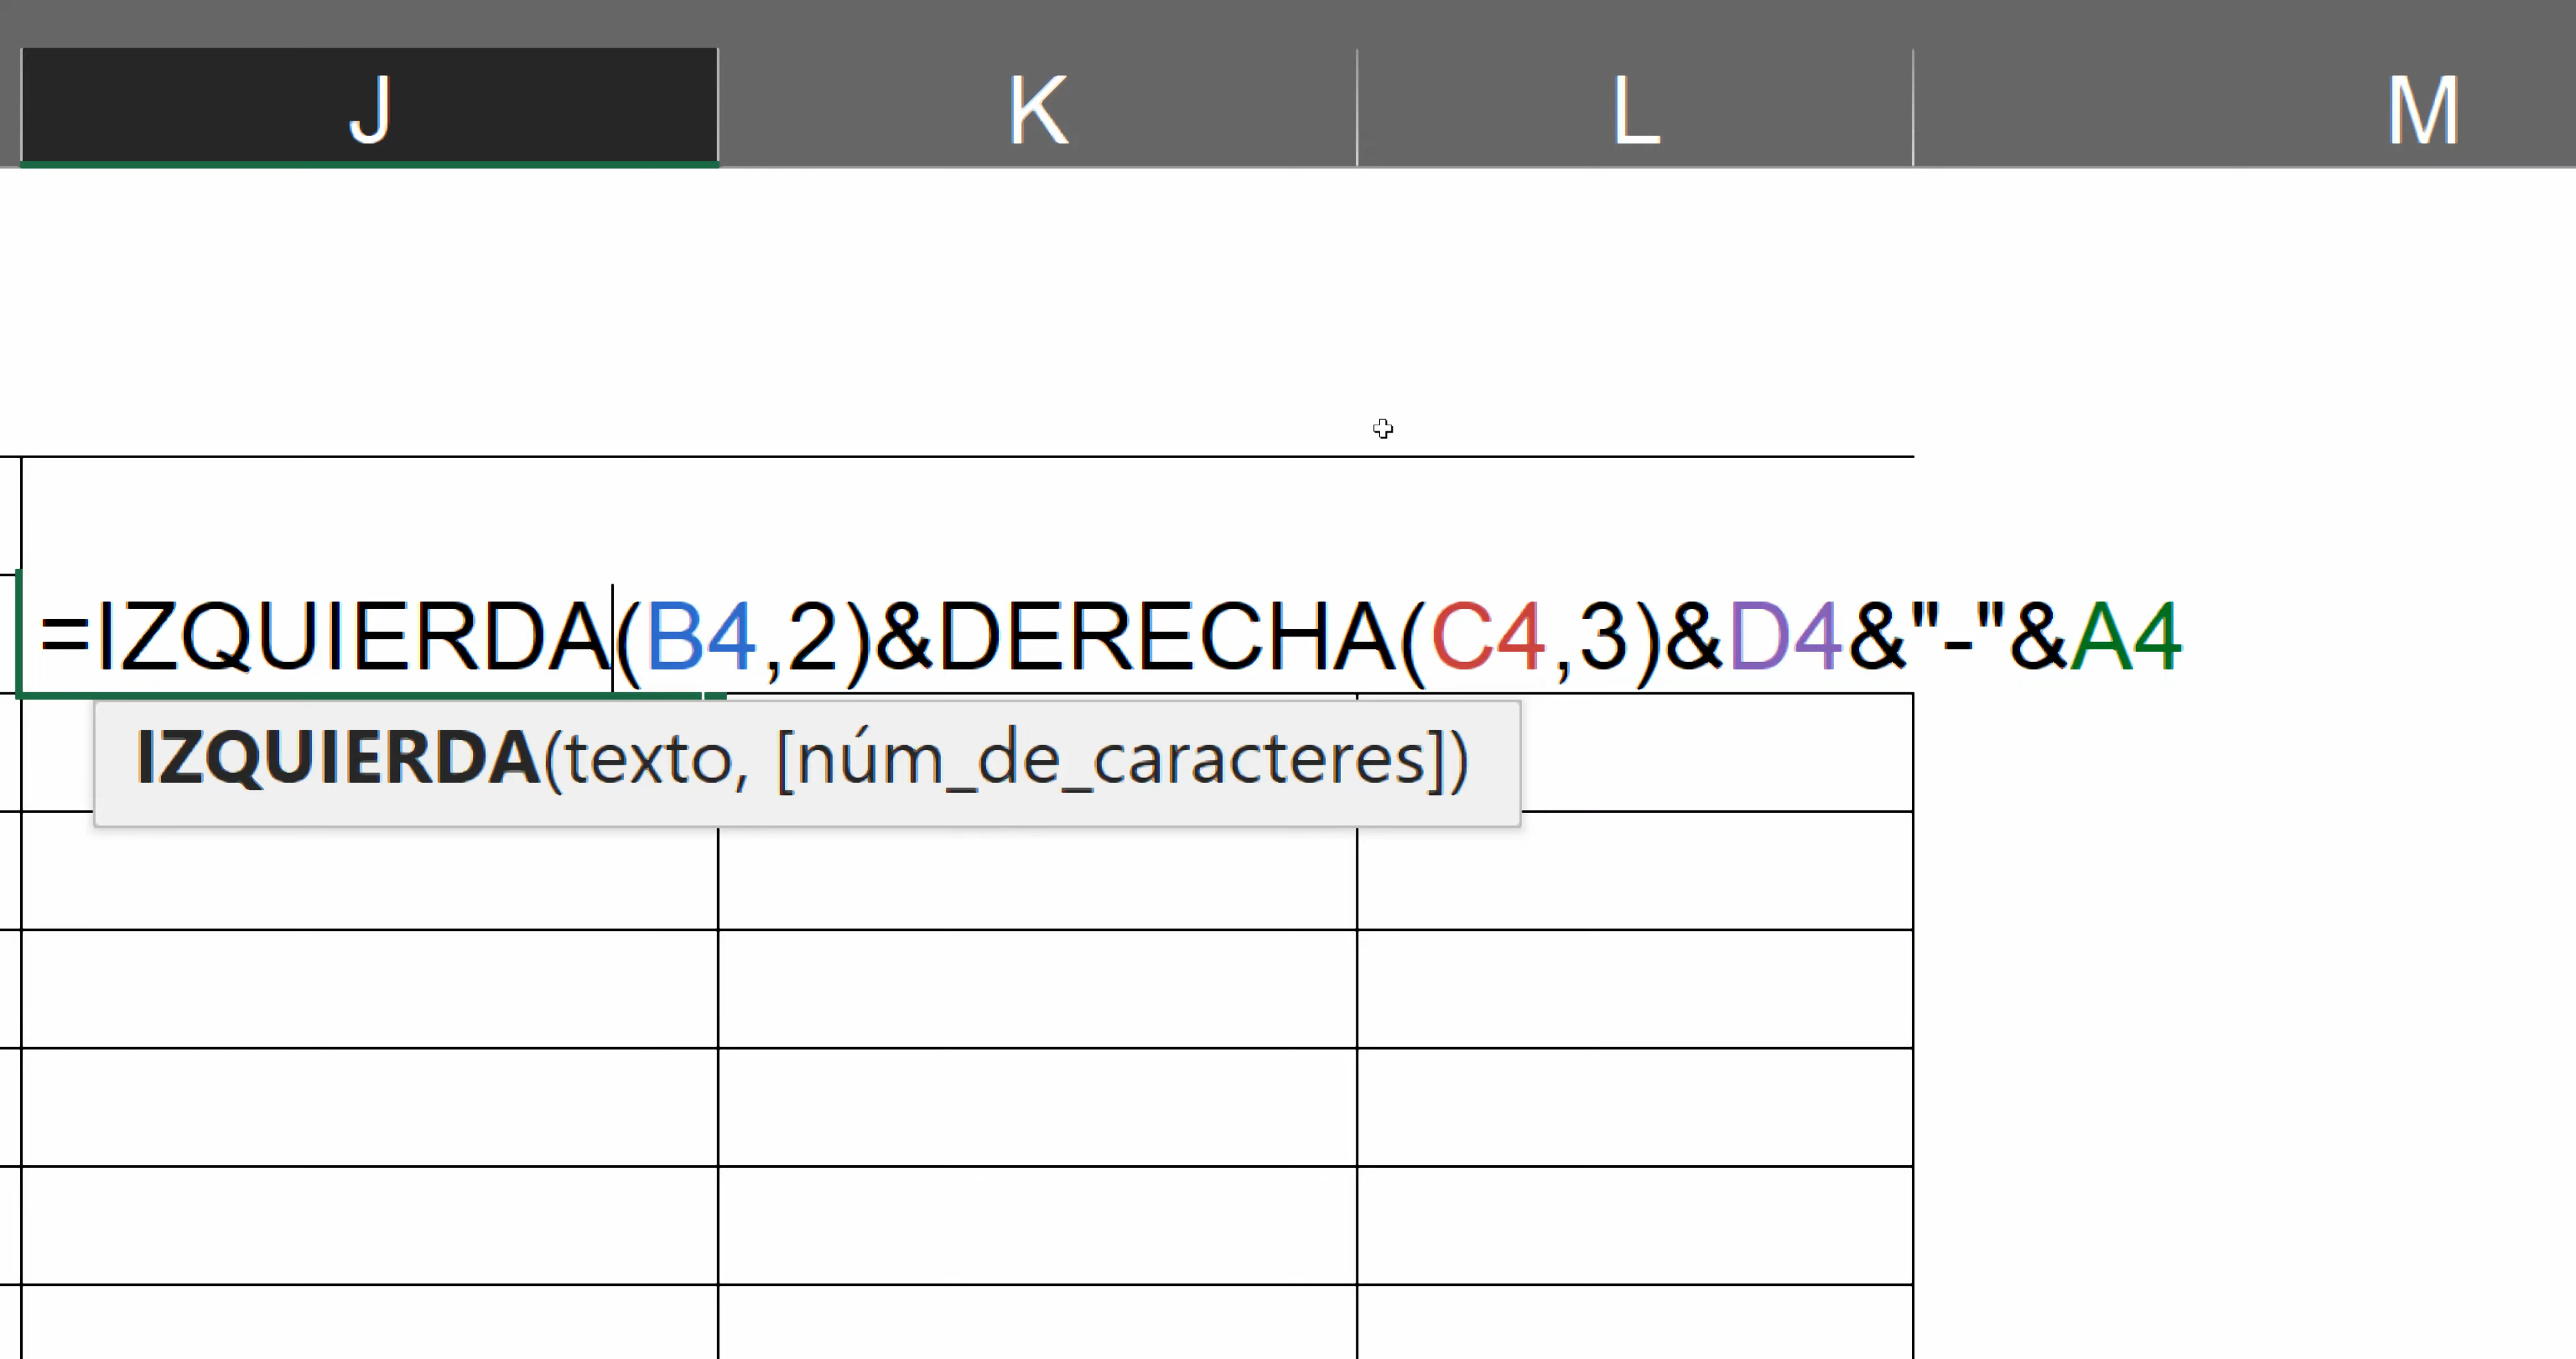 J K L M
=IZQUIERDA(B4,2)&DERECHA(C4,3)&D4&"-"&A4
IZQUIERDA(texto, [núm_de_caracteres])